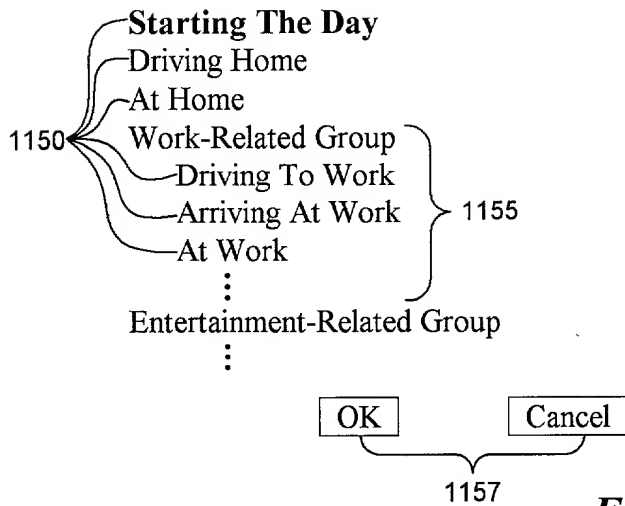 Starting The Day
Driving Home
At Home
1150
Work-Related Group
Driving To Work
Arriving At Work
1155
At Work
Entertainment-Related Group
OK Cancel
1157